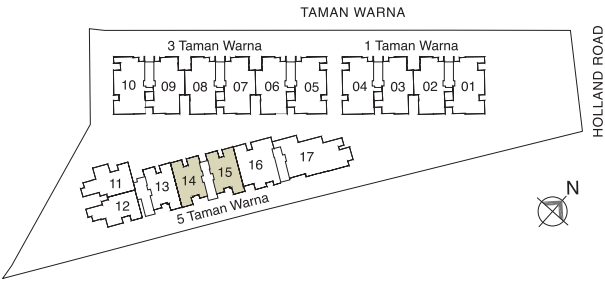 TAMAN WARNA
HOLLAND ROAD
3 Taman Warna
1 Taman Warna
10 09 08 07 06 05 04 03 02 01
11 12 13 14 15 16 17
5 Taman Warna
N